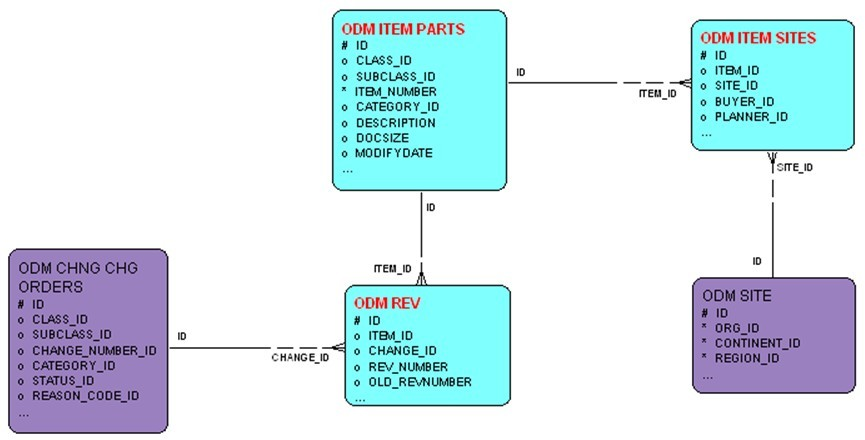 ODM ITEM PARTS
# ID
o CLASS_ID
o SUBCLASS_ID
* ITEM_NUMBER
o CATEGORY_ID
o DESCRIPTION
o DOCSIZE
o MODIFYDATE
...
ID
ITEM_ID
ODM ITEM SITES
# ID
o ITEM_ID
o SITE_ID
o BUYER_ID
o PLANNER_ID
...
SITE_ID
ID
ID
ITEM_ID
ODM CHNG CHG
ORDERS
# ID
o CLASS_ID
o SUBCLASS_ID
o CHANGE_NUMBER_ID
o CATEGORY_ID
o STATUS_ID
o REASON_CODE_ID
...
ID
CHANGE_ID
ODM REV
# ID
o ITEM_ID
o CHANGE_ID
o REV_NUMBER
o OLD_REVNUMBER
...
ODM SITE
# ID
* ORG_ID
* CONTINENT_ID
* REGION_ID
...